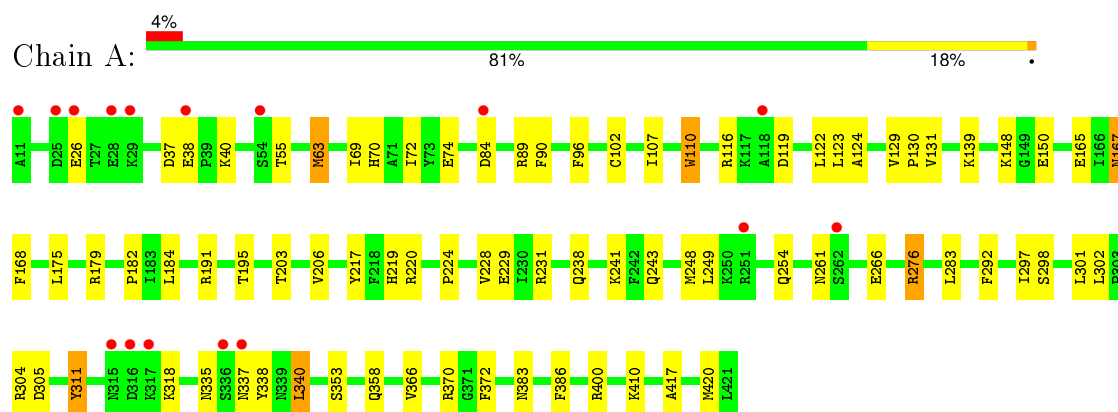 4%
Chain A:
81% 18% •
A11 D25 E26 T27 E28 K29 D37 E38 P39 K40 S54 T55 M63 I69 H70 A71 I72 Y73 E74 D84 R89 F90 F96 G102 I107 W110 R116 K117 A118 D119 L122 L123 A124 V129 P130 V131 K139 K148 G149 E150 E165 I166 N167
F168 L175 R179 P182 I183 L184 R191 T195 T203 V206 Y217 F218 H219 R220 P224 V228 E229 I230 R231 Q238 K241 F242 Q243 M248 L249 K250 R251 Q254 N261 S262 E266 R276 L283 F292 I297 S298 L301 L302 P303
R304 D305 Y311 N315 D316 K317 K318 N335 S336 N337 Y338 N339 L340 S353 Q358 V366 R370 G371 F372 N383 F386 R400 K410 A417 M420 L421